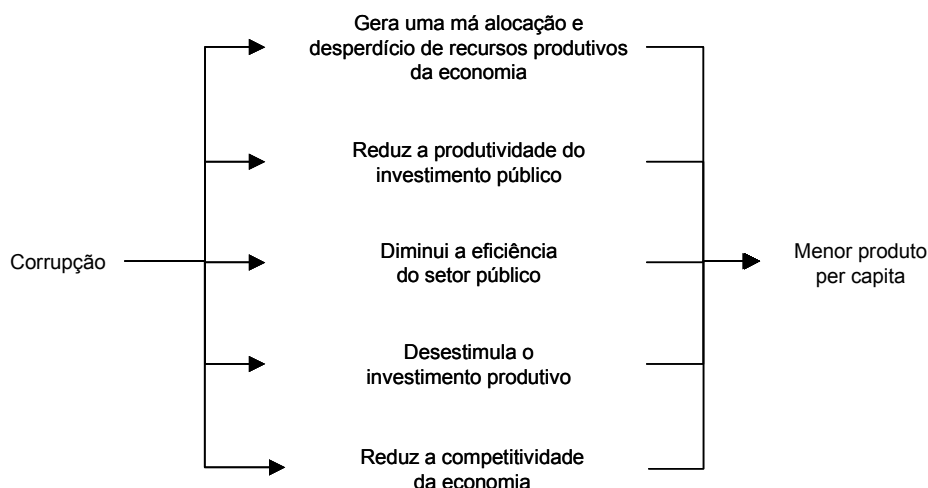 Gera uma má alocação e
desperdício de recursos produtivos
da economia
Reduz a produtividade do
investimento público
Corrupção
Diminui a eficiência
do setor público
Menor produto
per capita
Desestimula o
investimento produtivo
Reduz a competitividade
da economia